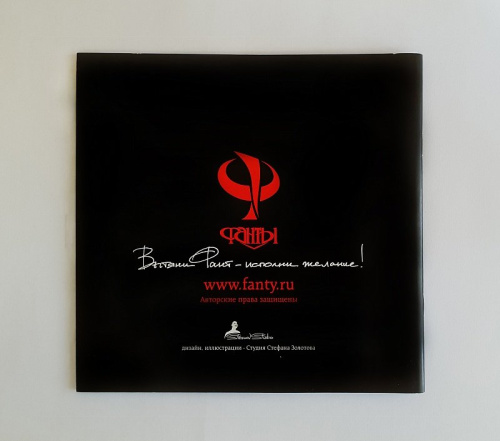 ФАНТЫ
Вытяни Фант - исполни желание!
www.fanty.ru
Авторские права защищены
дизайн, иллюстрации - Студия Стефана Золотова